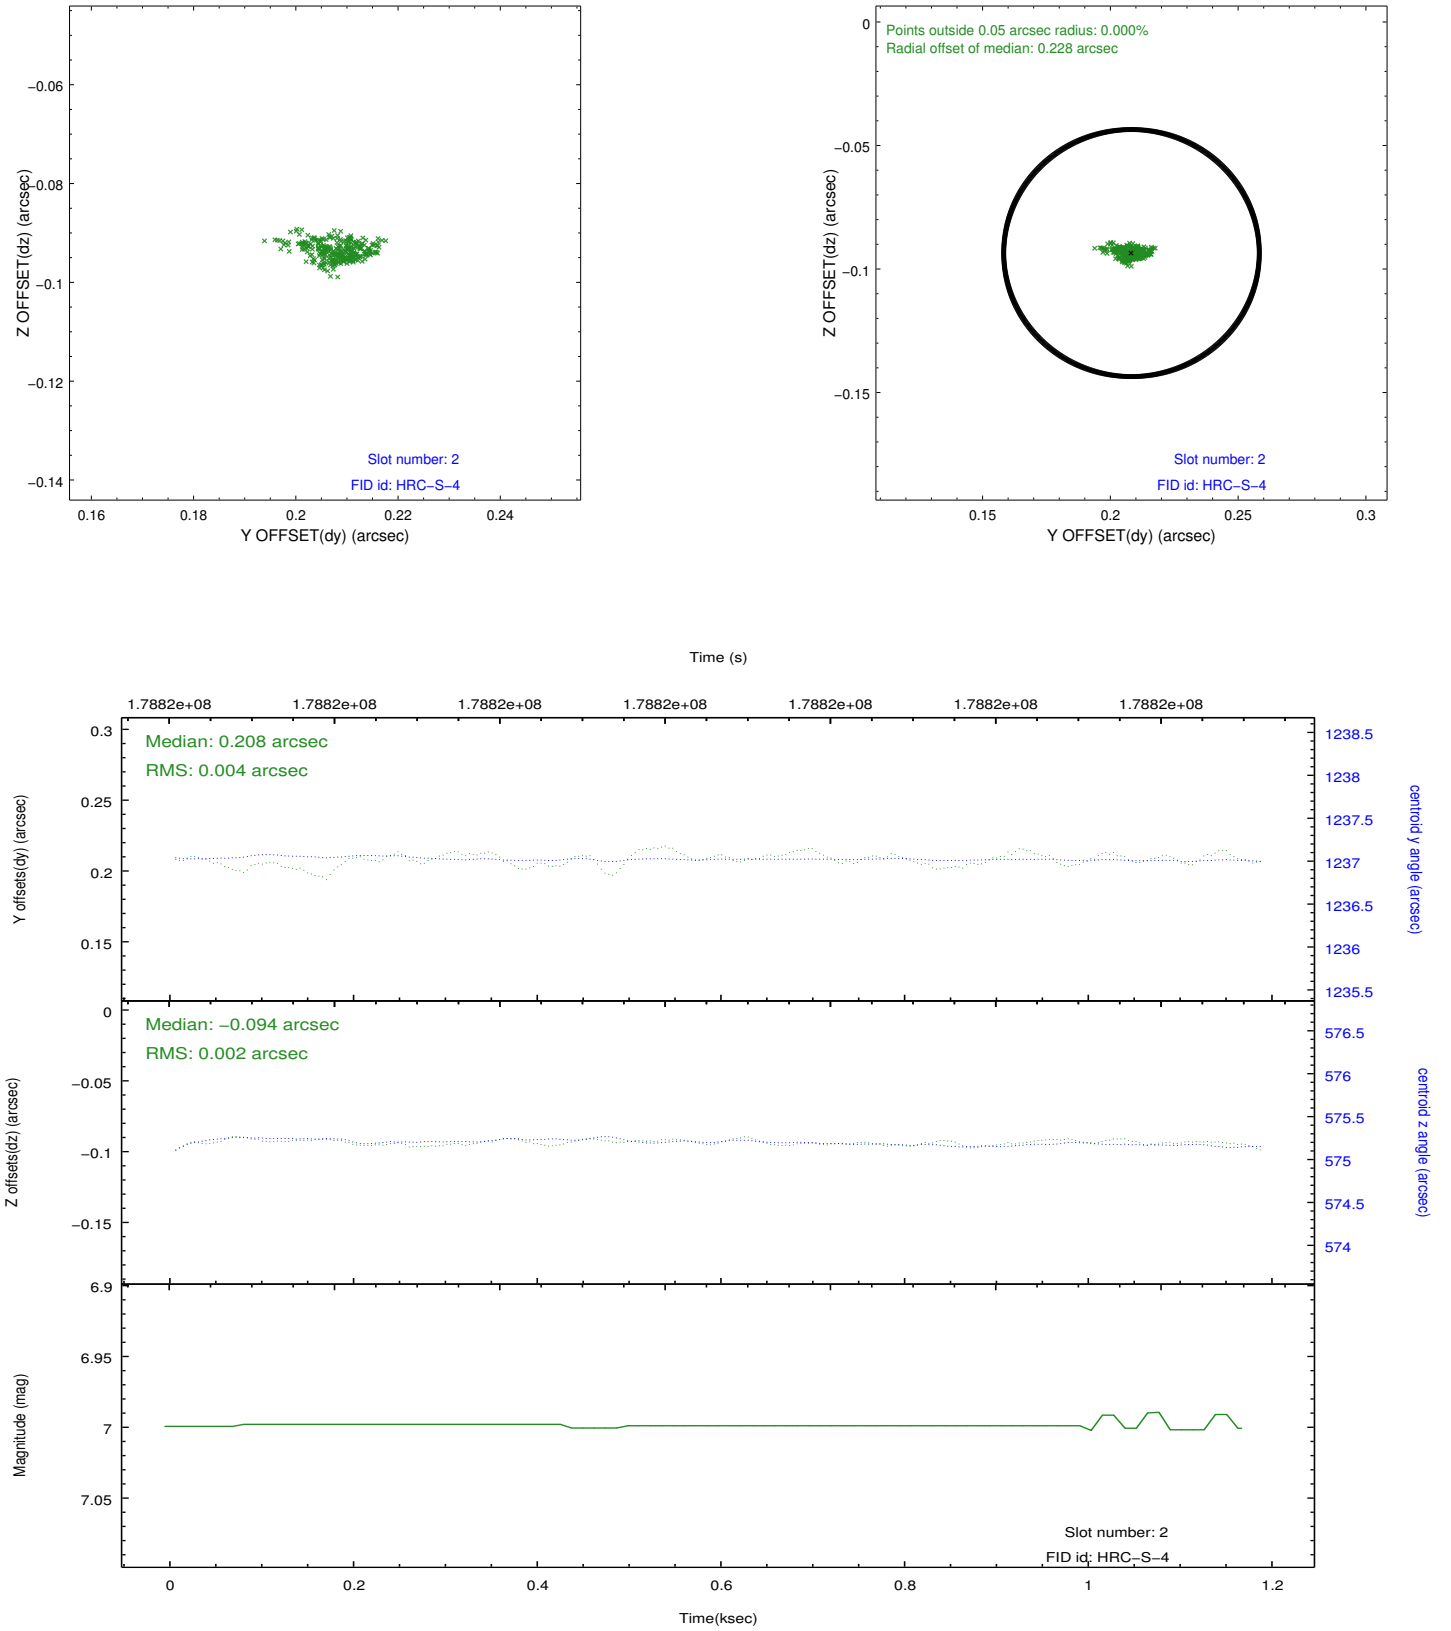 −0.06
−0.08
−0.1
−0.12
−0.14
Z OFFSET(dz) (arcsec)
Slot number: 2
FID id: HRC−S−4
0.16 0.18 0.2 0.22 0.24
Y OFFSET(dy) (arcsec)
Points outside 0.05 arcsec radius: 0.000%
Radial offset of median: 0.228 arcsec
0
−0.05
−0.1
−0.15
Z OFFSET(dz) (arcsec)
Slot number: 2
FID id: HRC−S−4
0.15 0.2 0.25 0.3
Y OFFSET(dy) (arcsec)
Time (s)
1.7882e+08 1.7882e+08 1.7882e+08 1.7882e+08 1.7882e+08 1.7882e+08 1.7882e+08
Median: 0.208 arcsec
RMS: 0.004 arcsec
0.3
0.25
0.2
0.15
Y offsets(dy) (arcsec)
1238.5
1238
1237.5
1237
1236.5
1236
1235.5
centroid y angle (arcsec)
Median: −0.094 arcsec
RMS: 0.002 arcsec
0
−0.05
−0.1
−0.15
Z offsets(dz) (arcsec)
576.5
576
575.5
575
574.5
574
centroid z angle (arcsec)
6.9
6.95
7
7.05
Magnitude (mag)
Slot number: 2
FID id: HRC−S−4
0 0.2 0.4 0.6 0.8 1 1.2
Time(ksec)